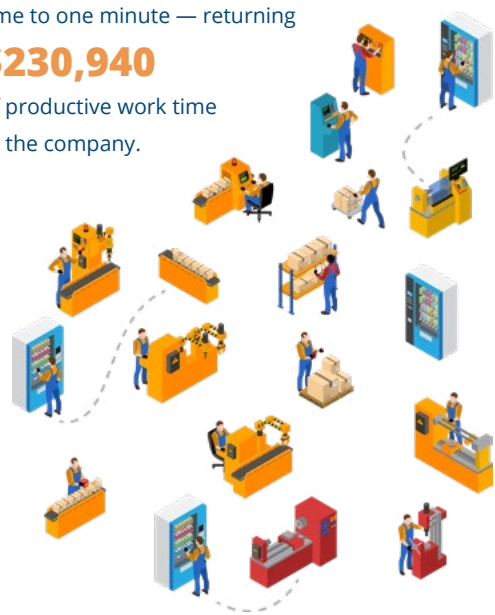 me to one minute — returning
$230,940
productive work time
the company.